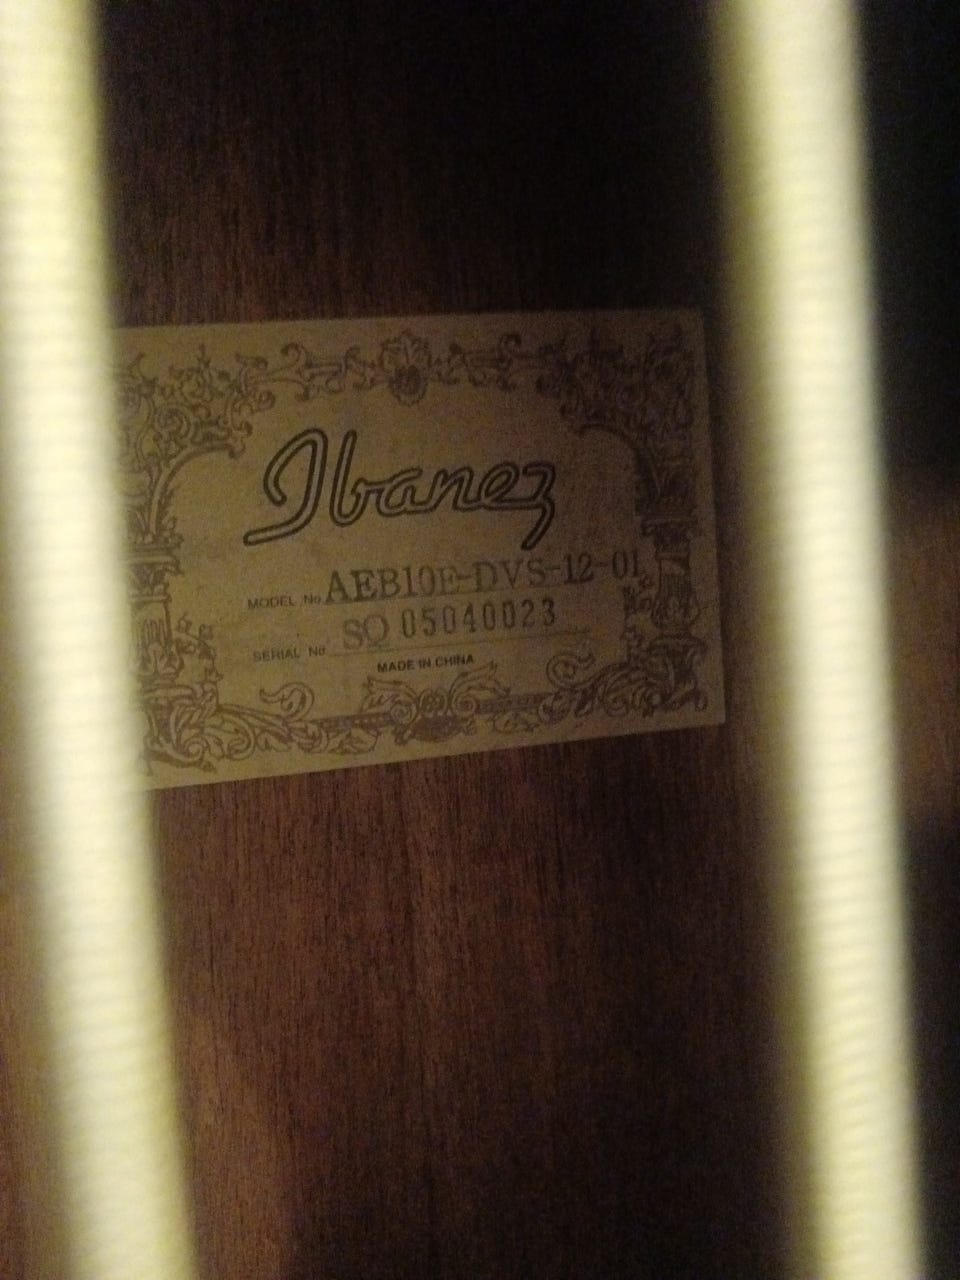 Ibanez
MODEL No. AEB10E-DVS-12-01
SERIAL No. SQ 05040023
MADE IN CHINA